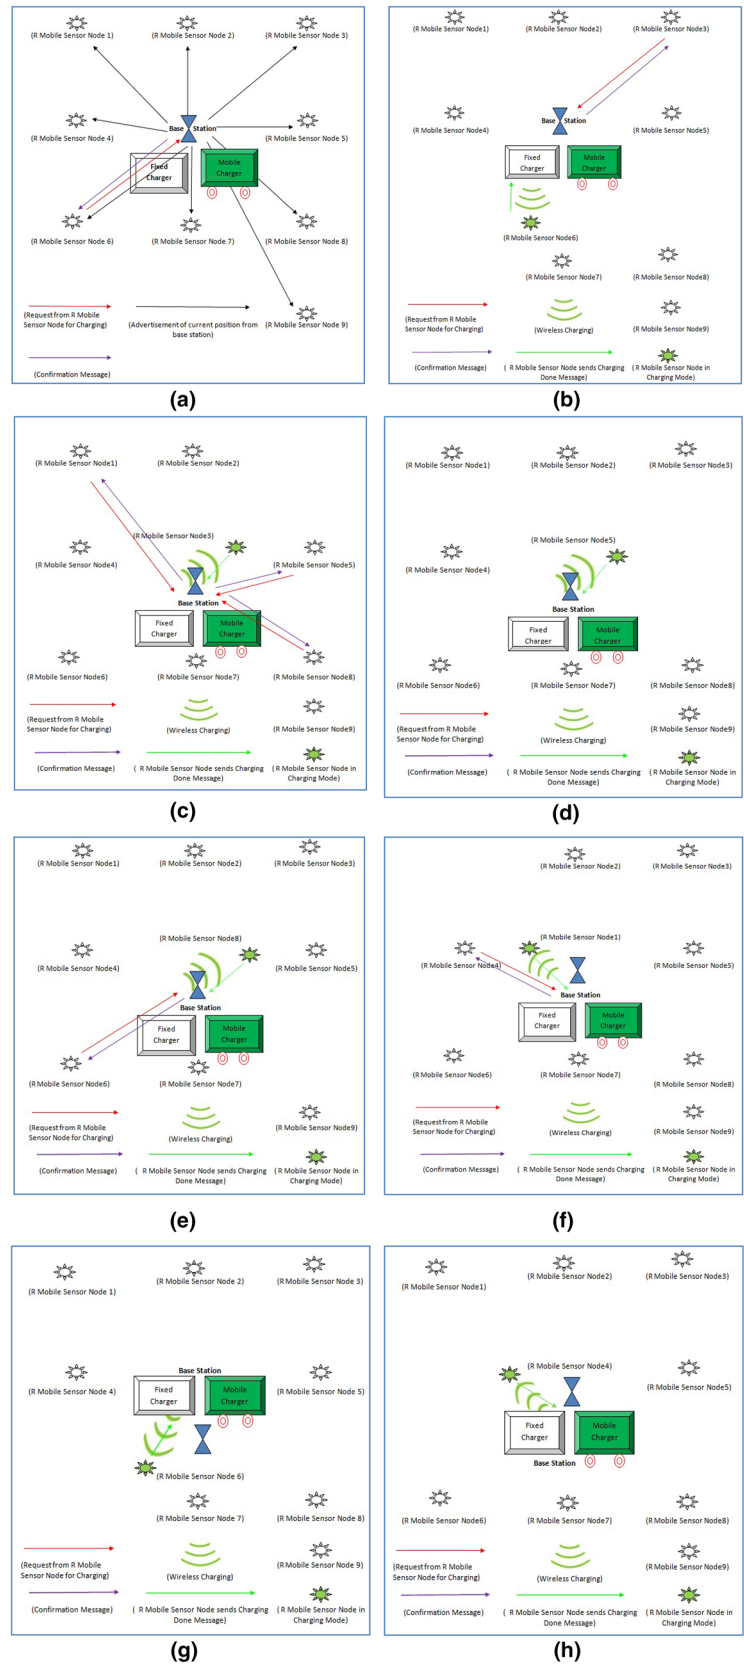 (R Mobile Sensor Node 1)
(R Mobile Sensor Node 2)
(R Mobile Sensor Node 3)
(R Mobile Sensor Node 4)
Base Station
(R Mobile Sensor Node 5)
Fixed
Charger
Mobile
Charger
(R Mobile Sensor Node 6)
(R Mobile Sensor Node 7)
(R Mobile Sensor Node 8)
(Request from R Mobile
Sensor Node for Charging)
(Advertisement of current position from
base station)
(R Mobile Sensor Node 9)
(Confirmation Message)
(a)
(R Mobile Sensor Node1)
(R Mobile Sensor Node2)
(R Mobile Sensor Node3)
(R Mobile Sensor Node4)
Base Station
(R Mobile Sensor Node5)
Fixed
Charger
Mobile
Charger
(R Mobile Sensor Node6)
(R Mobile Sensor Node7)
(R Mobile Sensor Node8)
(Request from R Mobile
Sensor Node for Charging)
(Wireless Charging)
(R Mobile Sensor Node9)
(Confirmation Message)
( R Mobile Sensor Node sends Charging
Done Message)
(R Mobile Sensor Node in
Charging Mode)
(b)
(R Mobile Sensor Node1)
(R Mobile Sensor Node2)
(R Mobile Sensor Node3)
(R Mobile Sensor Node4)
(R Mobile Sensor Node5)
Base Station
Fixed
Charger
Mobile
Charger
(R Mobile Sensor Node6)
(R Mobile Sensor Node7)
(R Mobile Sensor Node8)
(Request from R Mobile
Sensor Node for Charging)
(Wireless Charging)
(R Mobile Sensor Node9)
(Confirmation Message)
( R Mobile Sensor Node sends Charging
Done Message)
(R Mobile Sensor Node in
Charging Mode)
(c)
(R Mobile Sensor Node1)
(R Mobile Sensor Node2)
(R Mobile Sensor Node3)
(R Mobile Sensor Node5)
(R Mobile Sensor Node4)
Base Station
Fixed
Charger
Mobile
Charger
(R Mobile Sensor Node6)
(R Mobile Sensor Node7)
(R Mobile Sensor Node8)
(Request from R Mobile
Sensor Node for Charging)
(Wireless Charging)
(R Mobile Sensor Node9)
(Confirmation Message)
( R Mobile Sensor Node sends Charging
Done Message)
(R Mobile Sensor Node in
Charging Mode)
(d)
(R Mobile Sensor Node1)
(R Mobile Sensor Node2)
(R Mobile Sensor Node3)
(R Mobile Sensor Node8)
(R Mobile Sensor Node4)
(R Mobile Sensor Node5)
Base Station
Fixed
Charger
Mobile
Charger
(R Mobile Sensor Node6)
(R Mobile Sensor Node7)
(Request from R Mobile
Sensor Node for Charging)
(Wireless Charging)
(R Mobile Sensor Node9)
(Confirmation Message)
( R Mobile Sensor Node sends Charging
Done Message)
(R Mobile Sensor Node in
Charging Mode)
(e)
(R Mobile Sensor Node2)
(R Mobile Sensor Node3)
(R Mobile Sensor Node1)
(R Mobile Sensor Node4)
(R Mobile Sensor Node5)
Base Station
Fixed
Charger
Mobile
Charger
(R Mobile Sensor Node6)
(R Mobile Sensor Node7)
(R Mobile Sensor Node8)
(Request from R Mobile
Sensor Node for Charging)
(Wireless Charging)
(R Mobile Sensor Node9)
(Confirmation Message)
( R Mobile Sensor Node sends Charging
Done Message)
(R Mobile Sensor Node in
Charging Mode)
(f)
(R Mobile Sensor Node 1)
(R Mobile Sensor Node 2)
(R Mobile Sensor Node 3)
Base Station
(R Mobile Sensor Node 4)
(R Mobile Sensor Node 5)
Fixed
Charger
Mobile
Charger
(R Mobile Sensor Node 6)
(R Mobile Sensor Node 7)
(R Mobile Sensor Node 8)
(Request from R Mobile
Sensor Node for Charging)
(Wireless Charging)
(R Mobile Sensor Node 9)
(Confirmation Message)
( R Mobile Sensor Node sends Charging
Done Message)
(R Mobile Sensor Node in
Charging Mode)
(g)
(R Mobile Sensor Node1)
(R Mobile Sensor Node2)
(R Mobile Sensor Node3)
(R Mobile Sensor Node4)
(R Mobile Sensor Node5)
Fixed
Charger
Mobile
Charger
Base Station
(R Mobile Sensor Node6)
(R Mobile Sensor Node7)
(R Mobile Sensor Node8)
(Request from R Mobile
Sensor Node for Charging)
(Wireless Charging)
(R Mobile Sensor Node9)
(Confirmation Message)
( R Mobile Sensor Node sends Charging
Done Message)
(R Mobile Sensor Node in
Charging Mode)
(h)